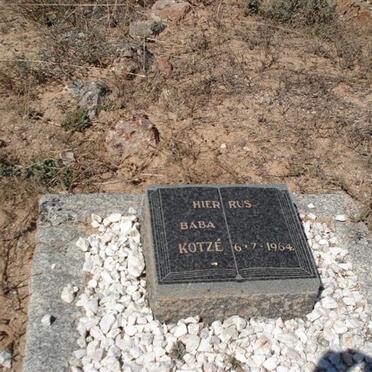 HIER RUS
BABA
KOTZÉ 6·7·1964.